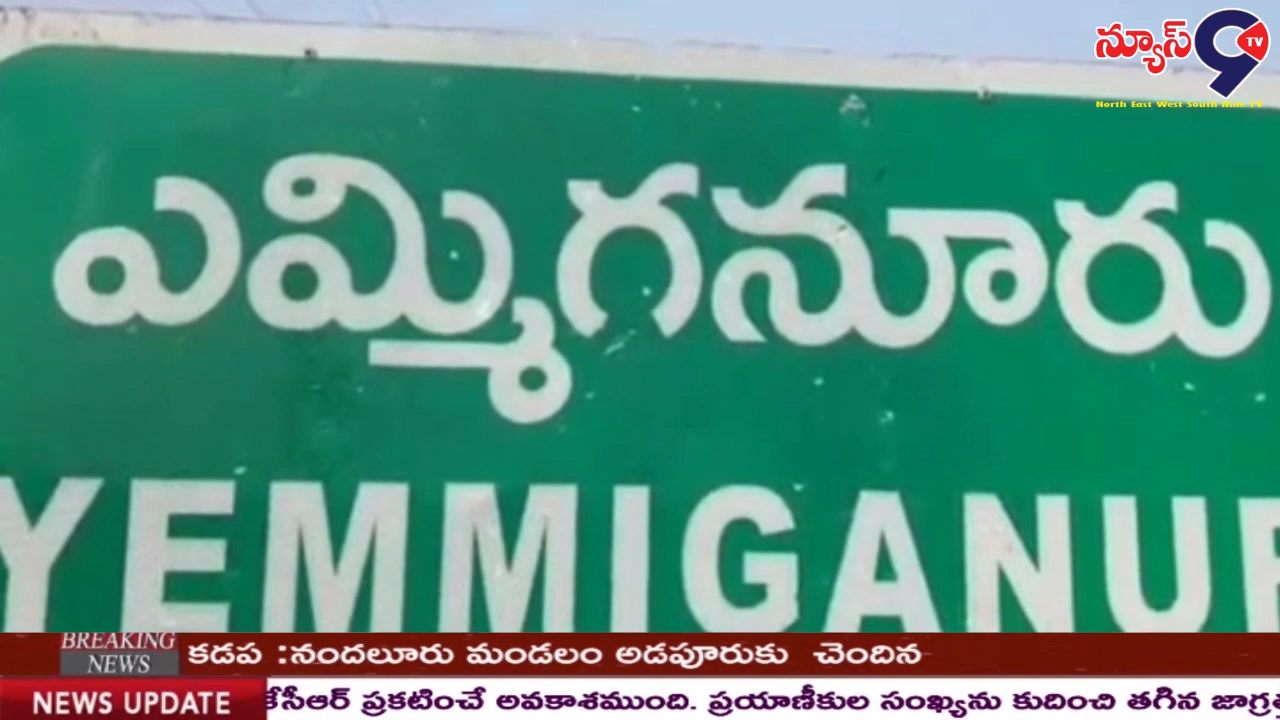 న్యూస్ 9 TV
North East West South Nine TV
ఎమ్మిగనూరు
YEMMIGANUR
BREAKING NEWS
కడప :నందలూరు మండలం అడపూరుకు చెందిన
NEWS UPDATE
కేసీఆర్ ప్రకటించే అవకాశముంది. ప్రయాణీకుల సంఖ్యను కుదించి తగిన